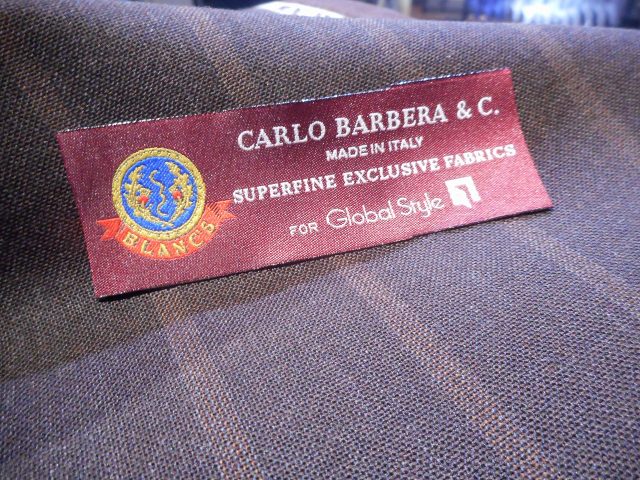 CARLO BARBERA & C.
MADE IN ITALY
SUPERFINE EXCLUSIVE FABRICS
FOR Global Style
BLANCS